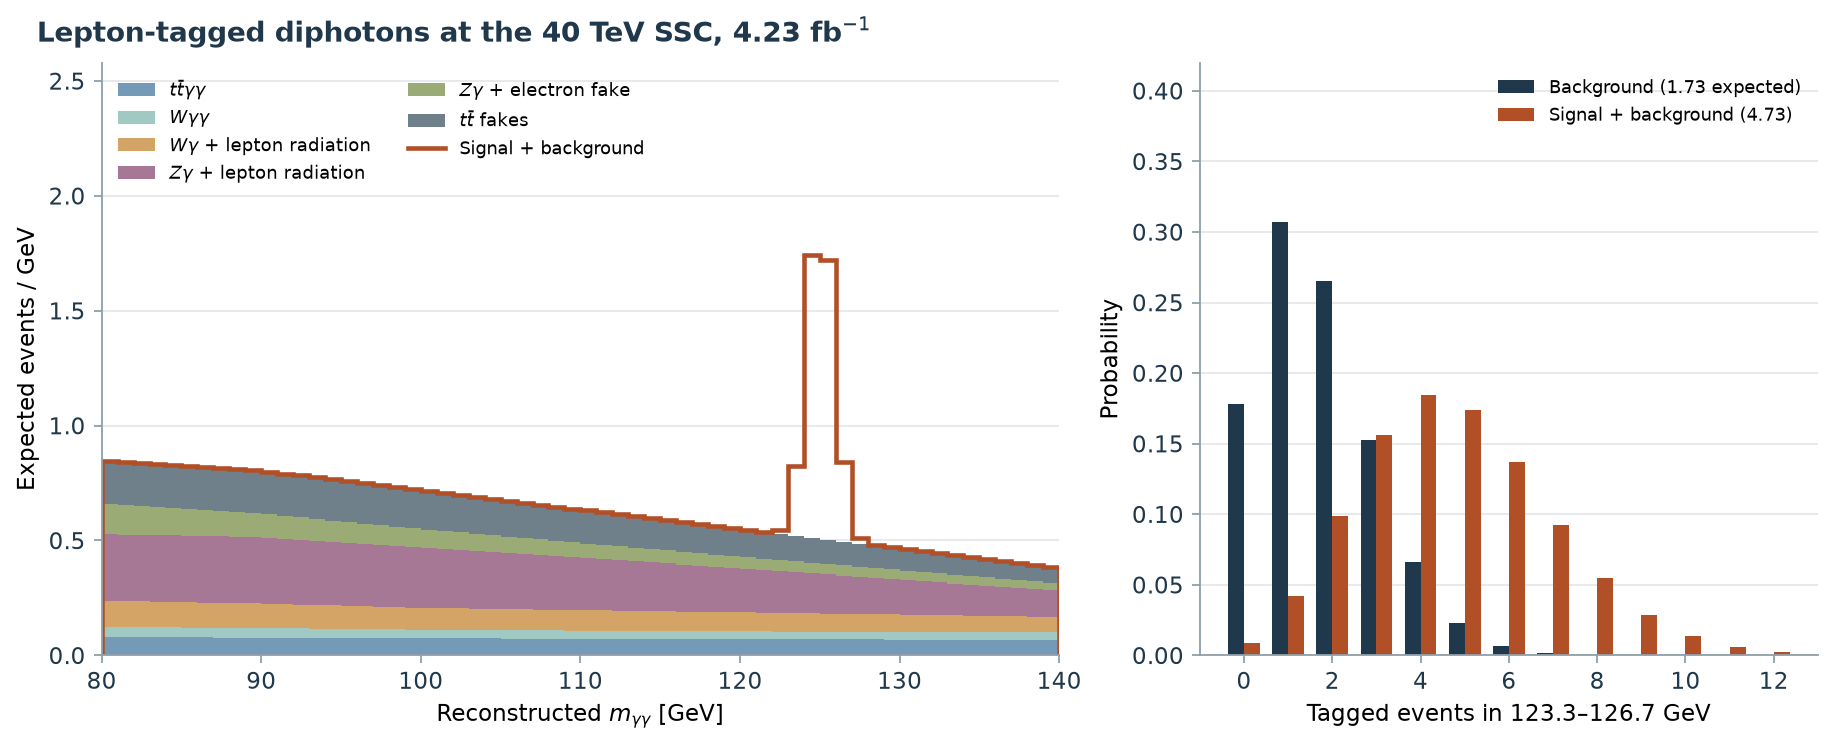 Lepton-tagged diphotons at the 40 TeV SSC, 4.23 fb⁻¹
Expected events / GeV
2.5
2.0
1.5
1.0
0.5
0.0
tt̄γγ
Wγγ
Wγ + lepton radiation
Zγ + lepton radiation
Zγ + electron fake
tt̄ fakes
Signal + background
80 90 100 110 120 130 140
Reconstructed mγγ [GeV]
Probability
0.40
0.35
0.30
0.25
0.20
0.15
0.10
0.05
0.00
Background (1.73 expected)
Signal + background (4.73)
0 2 4 6 8 10 12
Tagged events in 123.3–126.7 GeV